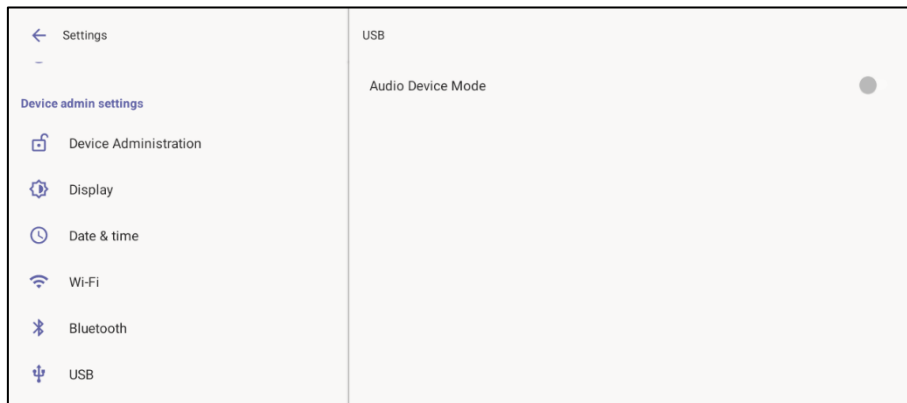 Settings
Device admin settings
Device Administration
Display
Date & time
Wi-Fi
Bluetooth
USB
USB
Audio Device Mode